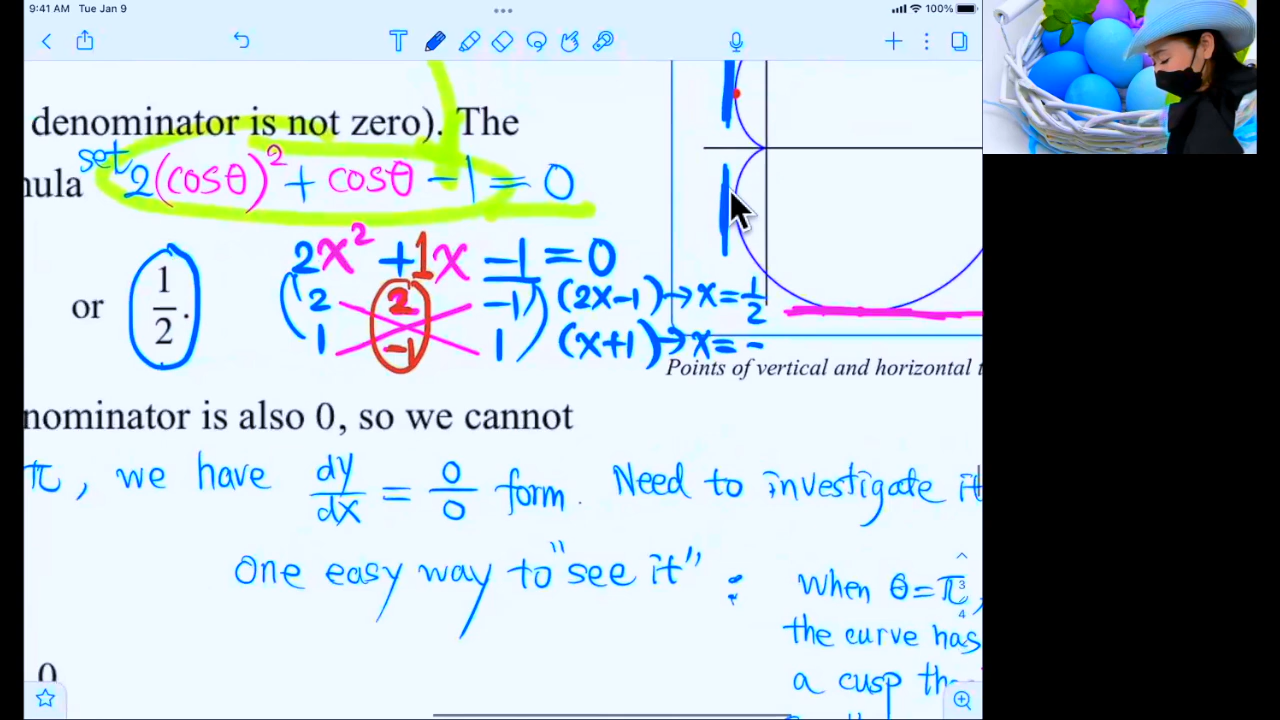 9:41 AM Tue Jan 9
100%
denominator is not zero). The
set
2(cosθ)² + cosθ −1 = 0
2x² +1x −1 = 0
or 1/2.
(2 2 −1) (2x−1) → x = 1/2
1 −1 1 (x+1) → x = −
Points of vertical and horizontal
nominator is also 0, so we cannot
π, we have dy/dx = 0/0 form. Need to investigate it
One easy way to "see it" :
When θ = π,
the curve has
a cusp
0